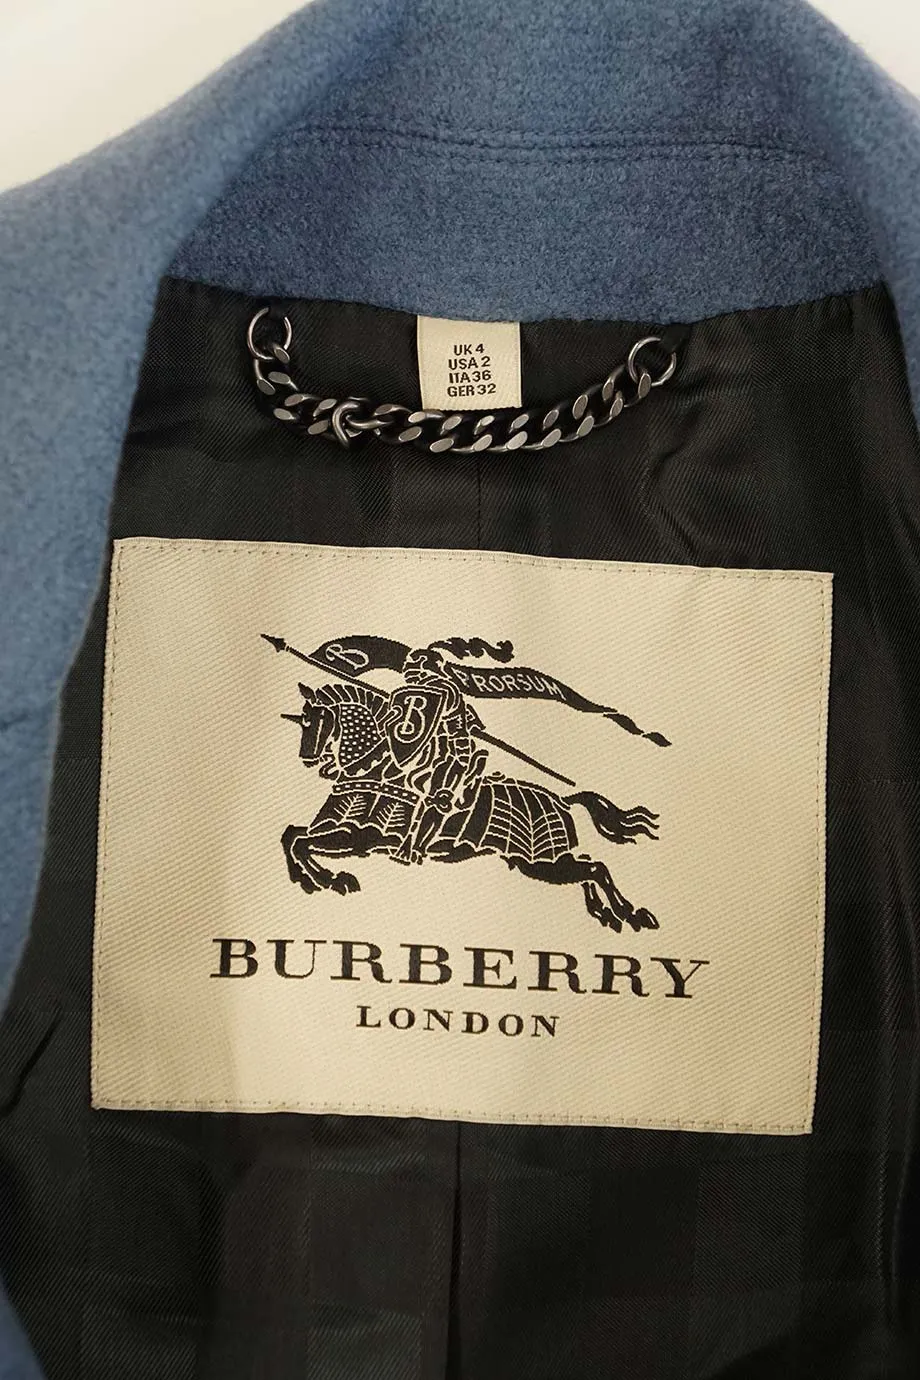 UK 4
USA 2
ITA 36
GER 32
B PRORSUM
B
BURBERRY
LONDON